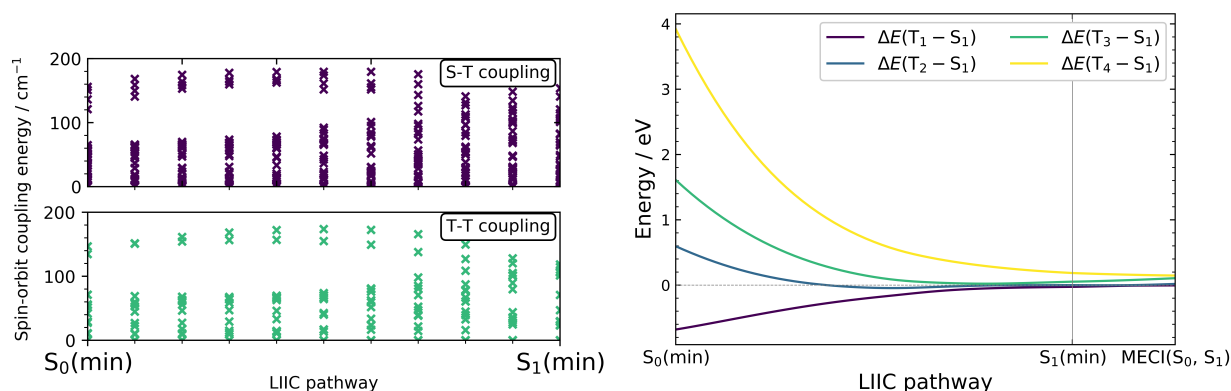 Spin-orbit coupling energy / cm⁻¹
200
100
0
S-T coupling
200
100
0
T-T coupling
S₀(min)
S₁(min)
LIIC pathway
Energy / eV
4
3
2
1
0
ΔE(T₁ − S₁)
ΔE(T₂ − S₁)
ΔE(T₃ − S₁)
ΔE(T₄ − S₁)
S₀(min)
S₁(min)
MECI(S₀, S₁)
LIIC pathway